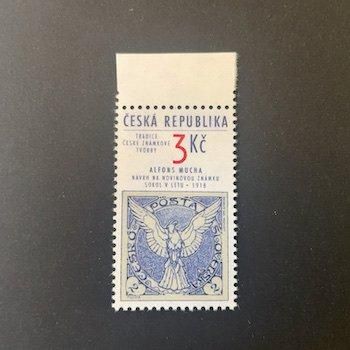 ČESKÁ REPUBLIKA
TRADICE
ČESKÉ ZNÁMKOVÉ
TVORBY
3 Kč
ALFONS MUCHA
NÁVRH NA NOVINOVOU ZNÁMKU
SOKOL V LETU • 1918
POŠTA
ČESKO
SLOVENSKÁ
2 2